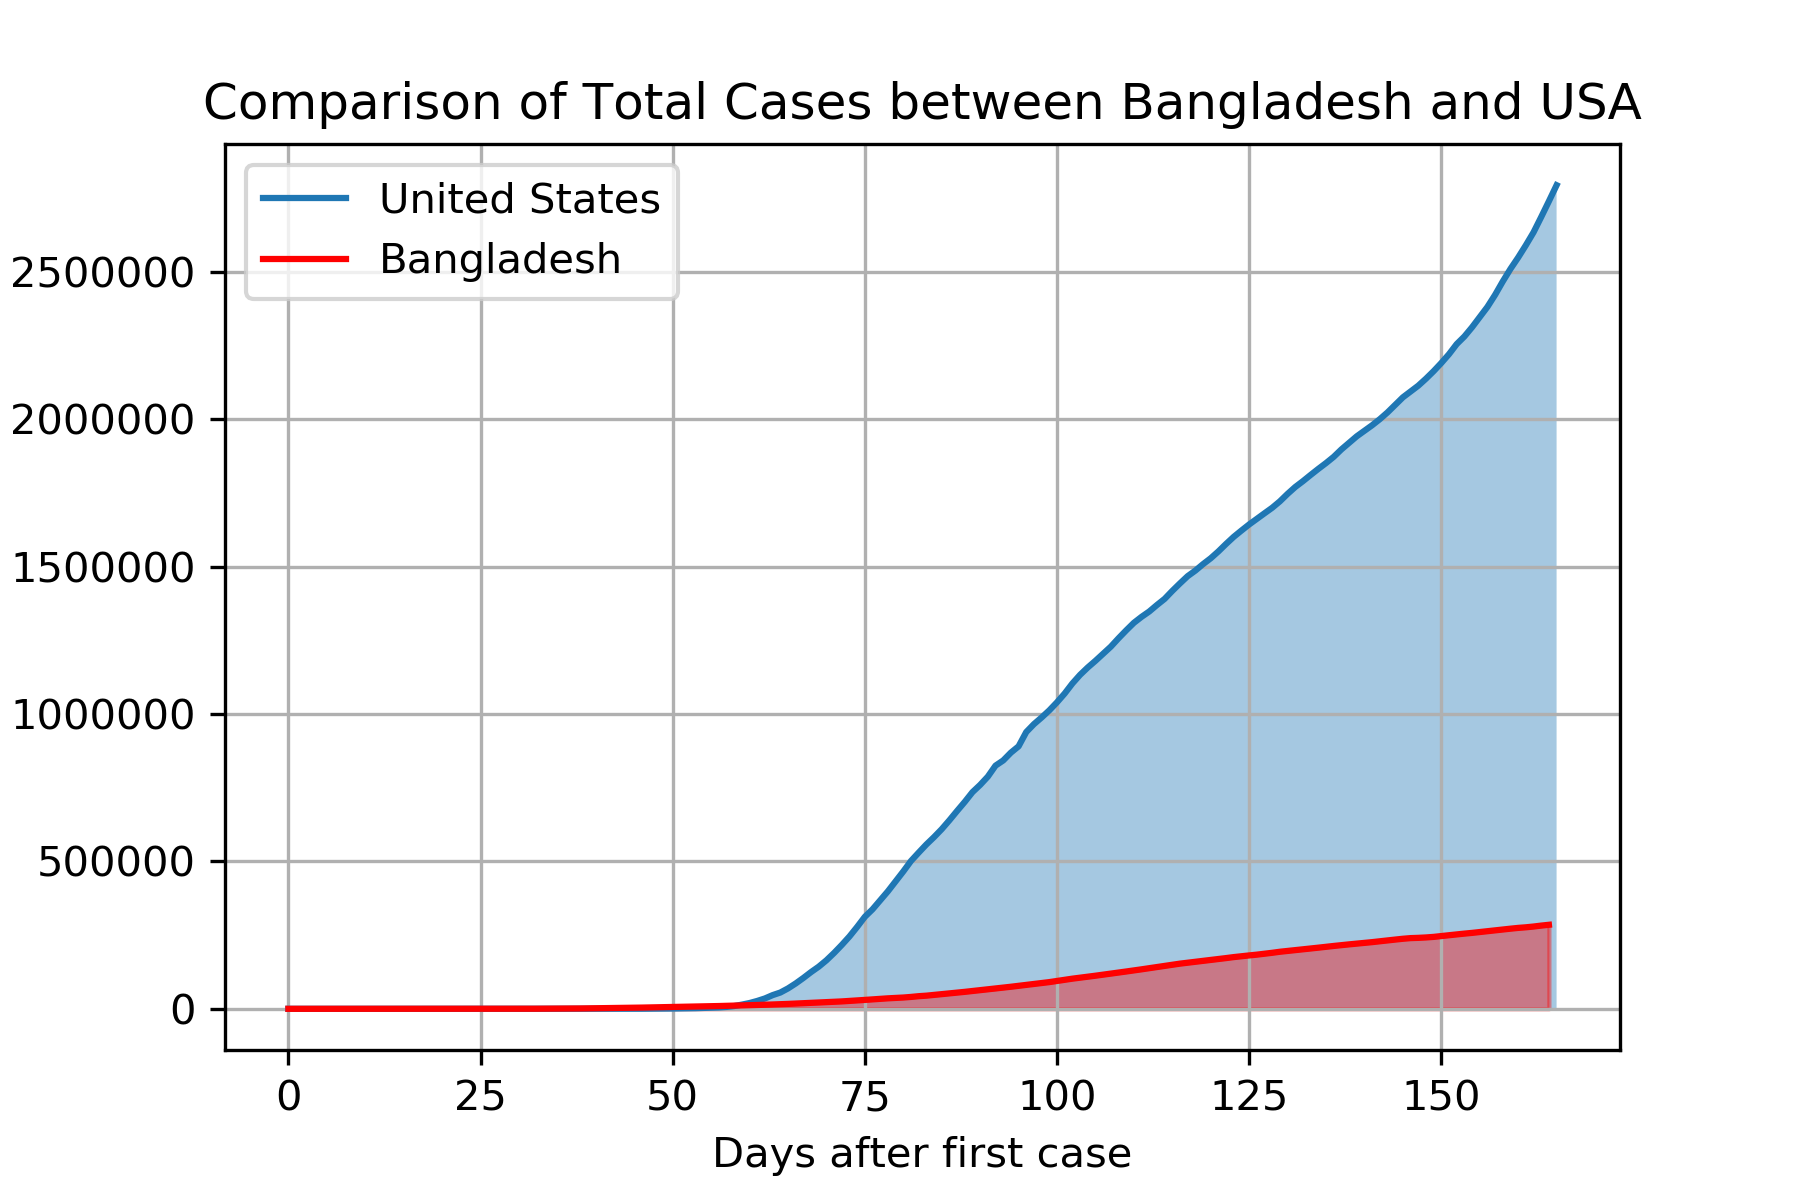 Comparison of Total Cases between Bangladesh and USA
United States
Bangladesh
2500000
2000000
1500000
1000000
500000
0
0 25 50 75 100 125 150
Days after first case